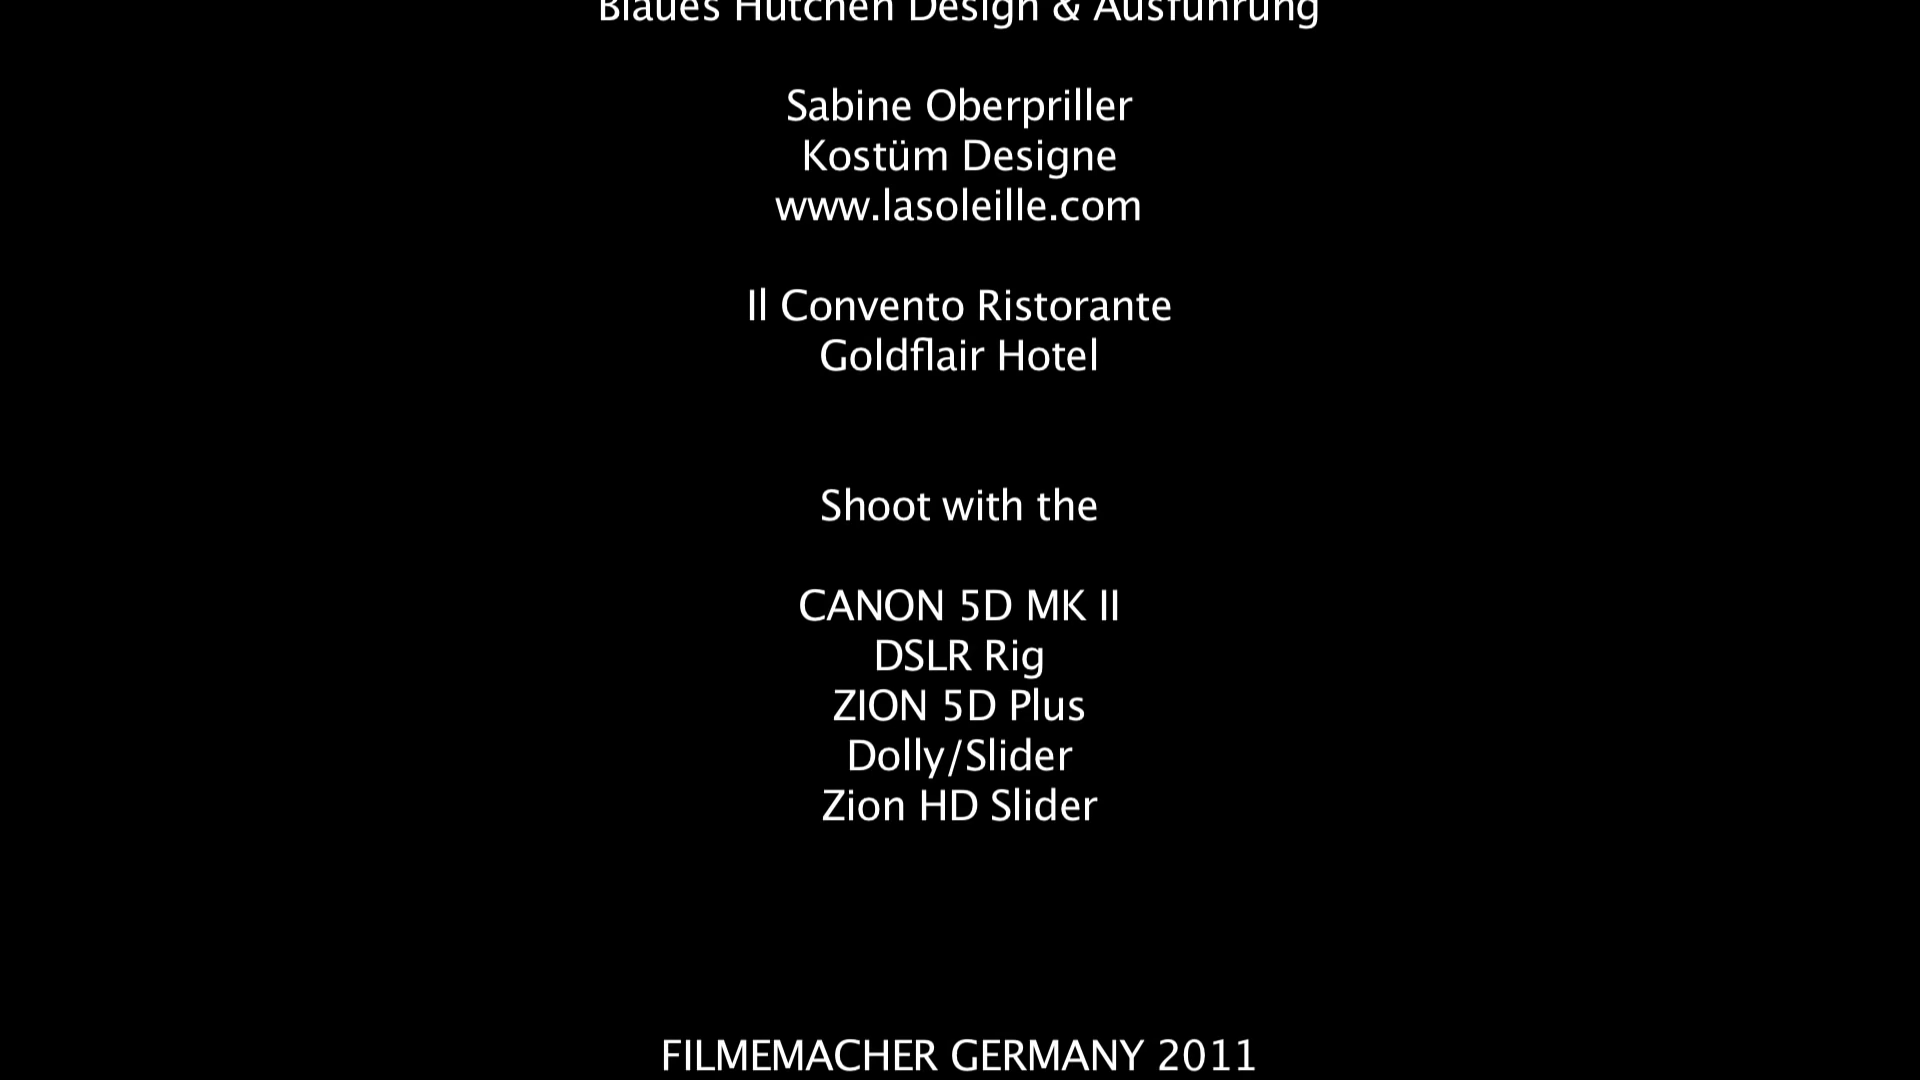 Blaues Hütchen Design & Ausführung
Sabine Oberpriller
Kostüm Designe
www.lasoleille.com
Il Convento Ristorante
Goldflair Hotel
Shoot with the
CANON 5D MK II
DSLR Rig
ZION 5D Plus
Dolly/Slider
Zion HD Slider
FILMEMACHER GERMANY 2011